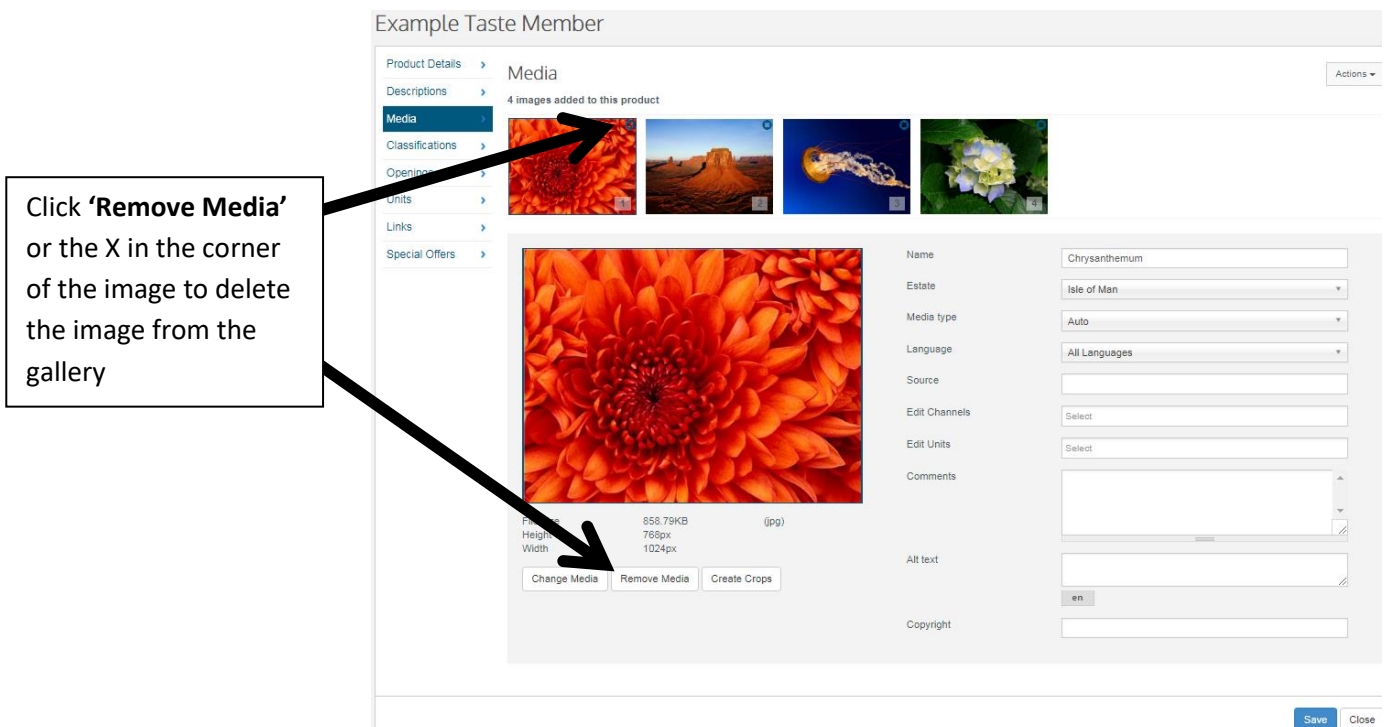 Example Taste Member
Product Details
Descriptions
Media
Classifications
Openings
Units
Links
Special Offers
Media
Actions
4 images added to this product
1
2
3
4
Click ‘Remove Media’
or the X in the corner
of the image to delete
the image from the
gallery
858.79KB (jpg)
Height 768px
Width 1024px
Change Media Remove Media Create Crops
Name Chrysanthemum
Estate Isle of Man
Media type Auto
Language All Languages
Source
Edit Channels Select
Edit Units Select
Comments
Alt text
en
Copyright
Save Close